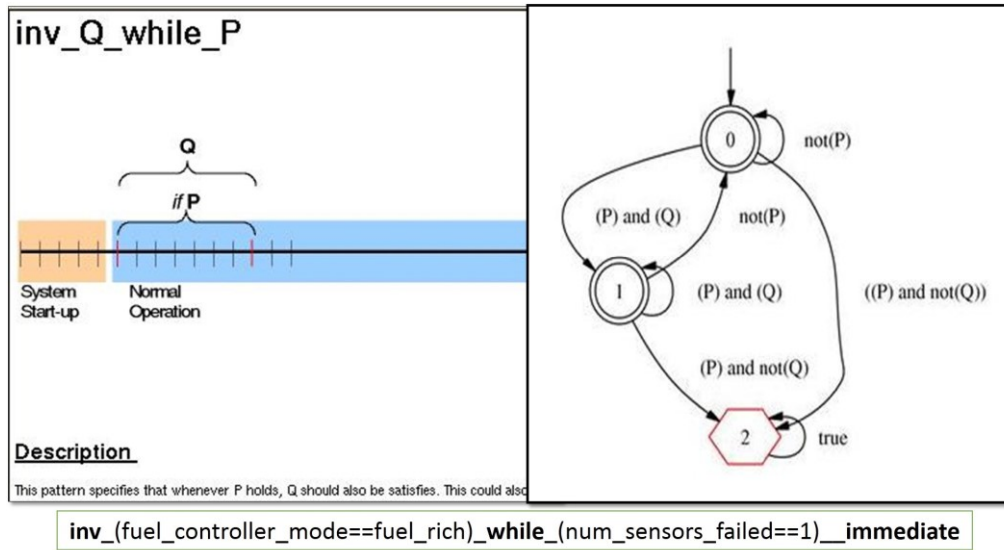 inv_Q_while_P
Q
if P
System
Start-up
Normal
Operation
Description
This pattern specifies that whenever P holds, Q should also be satisfies. This could also
0
not(P)
(P) and (Q)
not(P)
1
(P) and (Q)
((P) and not(Q))
(P) and not(Q)
2
true
inv_(fuel_controller_mode==fuel_rich)_while_(num_sensors_failed==1)__immediate